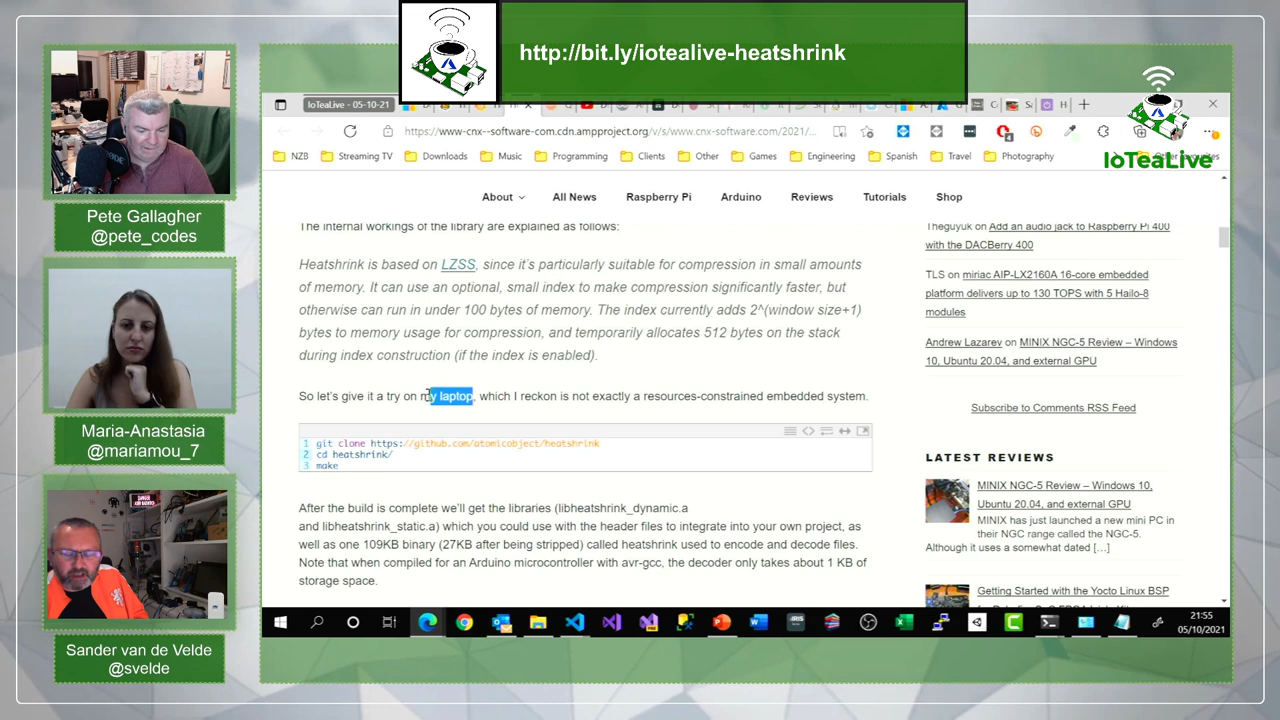 http://bit.ly/iotealive-heatshrink
IoTeaLive
Pete Gallagher
@pete_codes
Maria-Anastasia
@mariamou_7
Sander van de Velde
@svelde
IoTeaLive - 05-10-21
https://www-cnx--software-com.cdn.ampproject.org/v/s/www.cnx-software.com/2021/...
NZB
Streaming TV
Downloads
Music
Programming
Clients
Other
Games
Engineering
Spanish
Travel
Photography
About
All News
Raspberry Pi
Arduino
Reviews
Tutorials
Shop
The internal workings of the library are explained as follows:
Heatshrink is based on LZSS, since it's particularly suitable for compression in small amounts
of memory. It can use an optional, small index to make compression significantly faster, but
otherwise can run in under 100 bytes of memory. The index currently adds 2^(window size+1)
bytes to memory usage for compression, and temporarily allocates 512 bytes on the stack
during index construction (if the index is enabled).
So let's give it a try on my laptop, which I reckon is not exactly a resources-constrained embedded system.
1 git clone https://github.com/atomicobject/heatshrink
2 cd heatshrink/
3 make
After the build is complete we'll get the libraries (libheatshrink_dynamic.a
and libheatshrink_static.a) which you could use with the header files to integrate into your own project, as
well as one 109KB binary (27KB after being stripped) called heatshrink used to encode and decode files.
Note that when compiled for an Arduino microcontroller with avr-gcc, the decoder only takes about 1 KB of
storage space.
Theguyuk on Add an audio jack to Raspberry Pi 400
with the DACBerry 400
TLS on miriac AIP-LX2160A 16-core embedded
platform delivers up to 130 TOPS with 5 Hailo-8
modules
Andrew Lazarev on MINIX NGC-5 Review – Windows
10, Ubuntu 20.04, and external GPU
Subscribe to Comments RSS Feed
LATEST REVIEWS
MINIX NGC-5 Review – Windows 10,
Ubuntu 20.04, and external GPU
MINIX has just launched a new mini PC in
their NGC range called the NGC-5.
Although it uses a somewhat dated [...]
Getting Started with the Yocto Linux BSP
21:55
05/10/2021